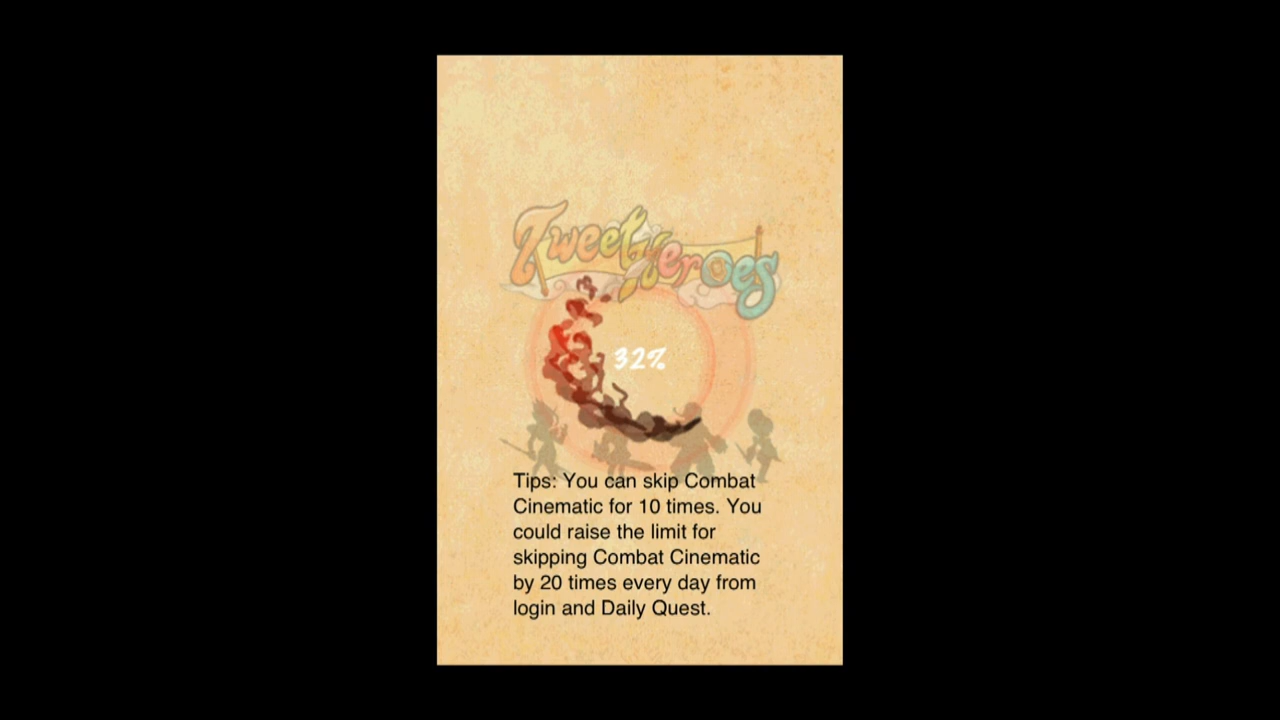 Tweet Heroes
32%
Tips: You can skip Combat
Cinematic for 10 times. You
could raise the limit for
skipping Combat Cinematic
by 20 times every day from
login and Daily Quest.